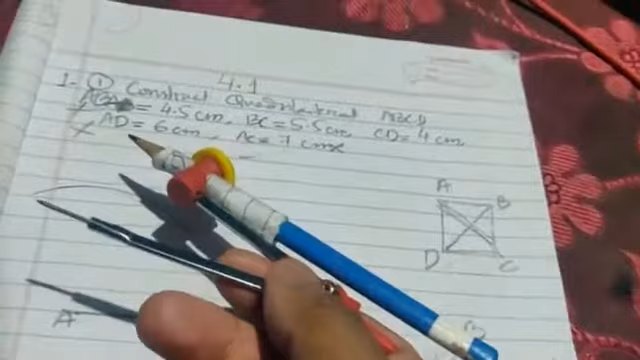 4.1
1. ① Construct Quadrilateral ABCD
= 4.5 cm, BC = 5.5 cm CD = 4 cm,
AD = 6 cm, AC = 7 cm
A
B
D
C
A
B